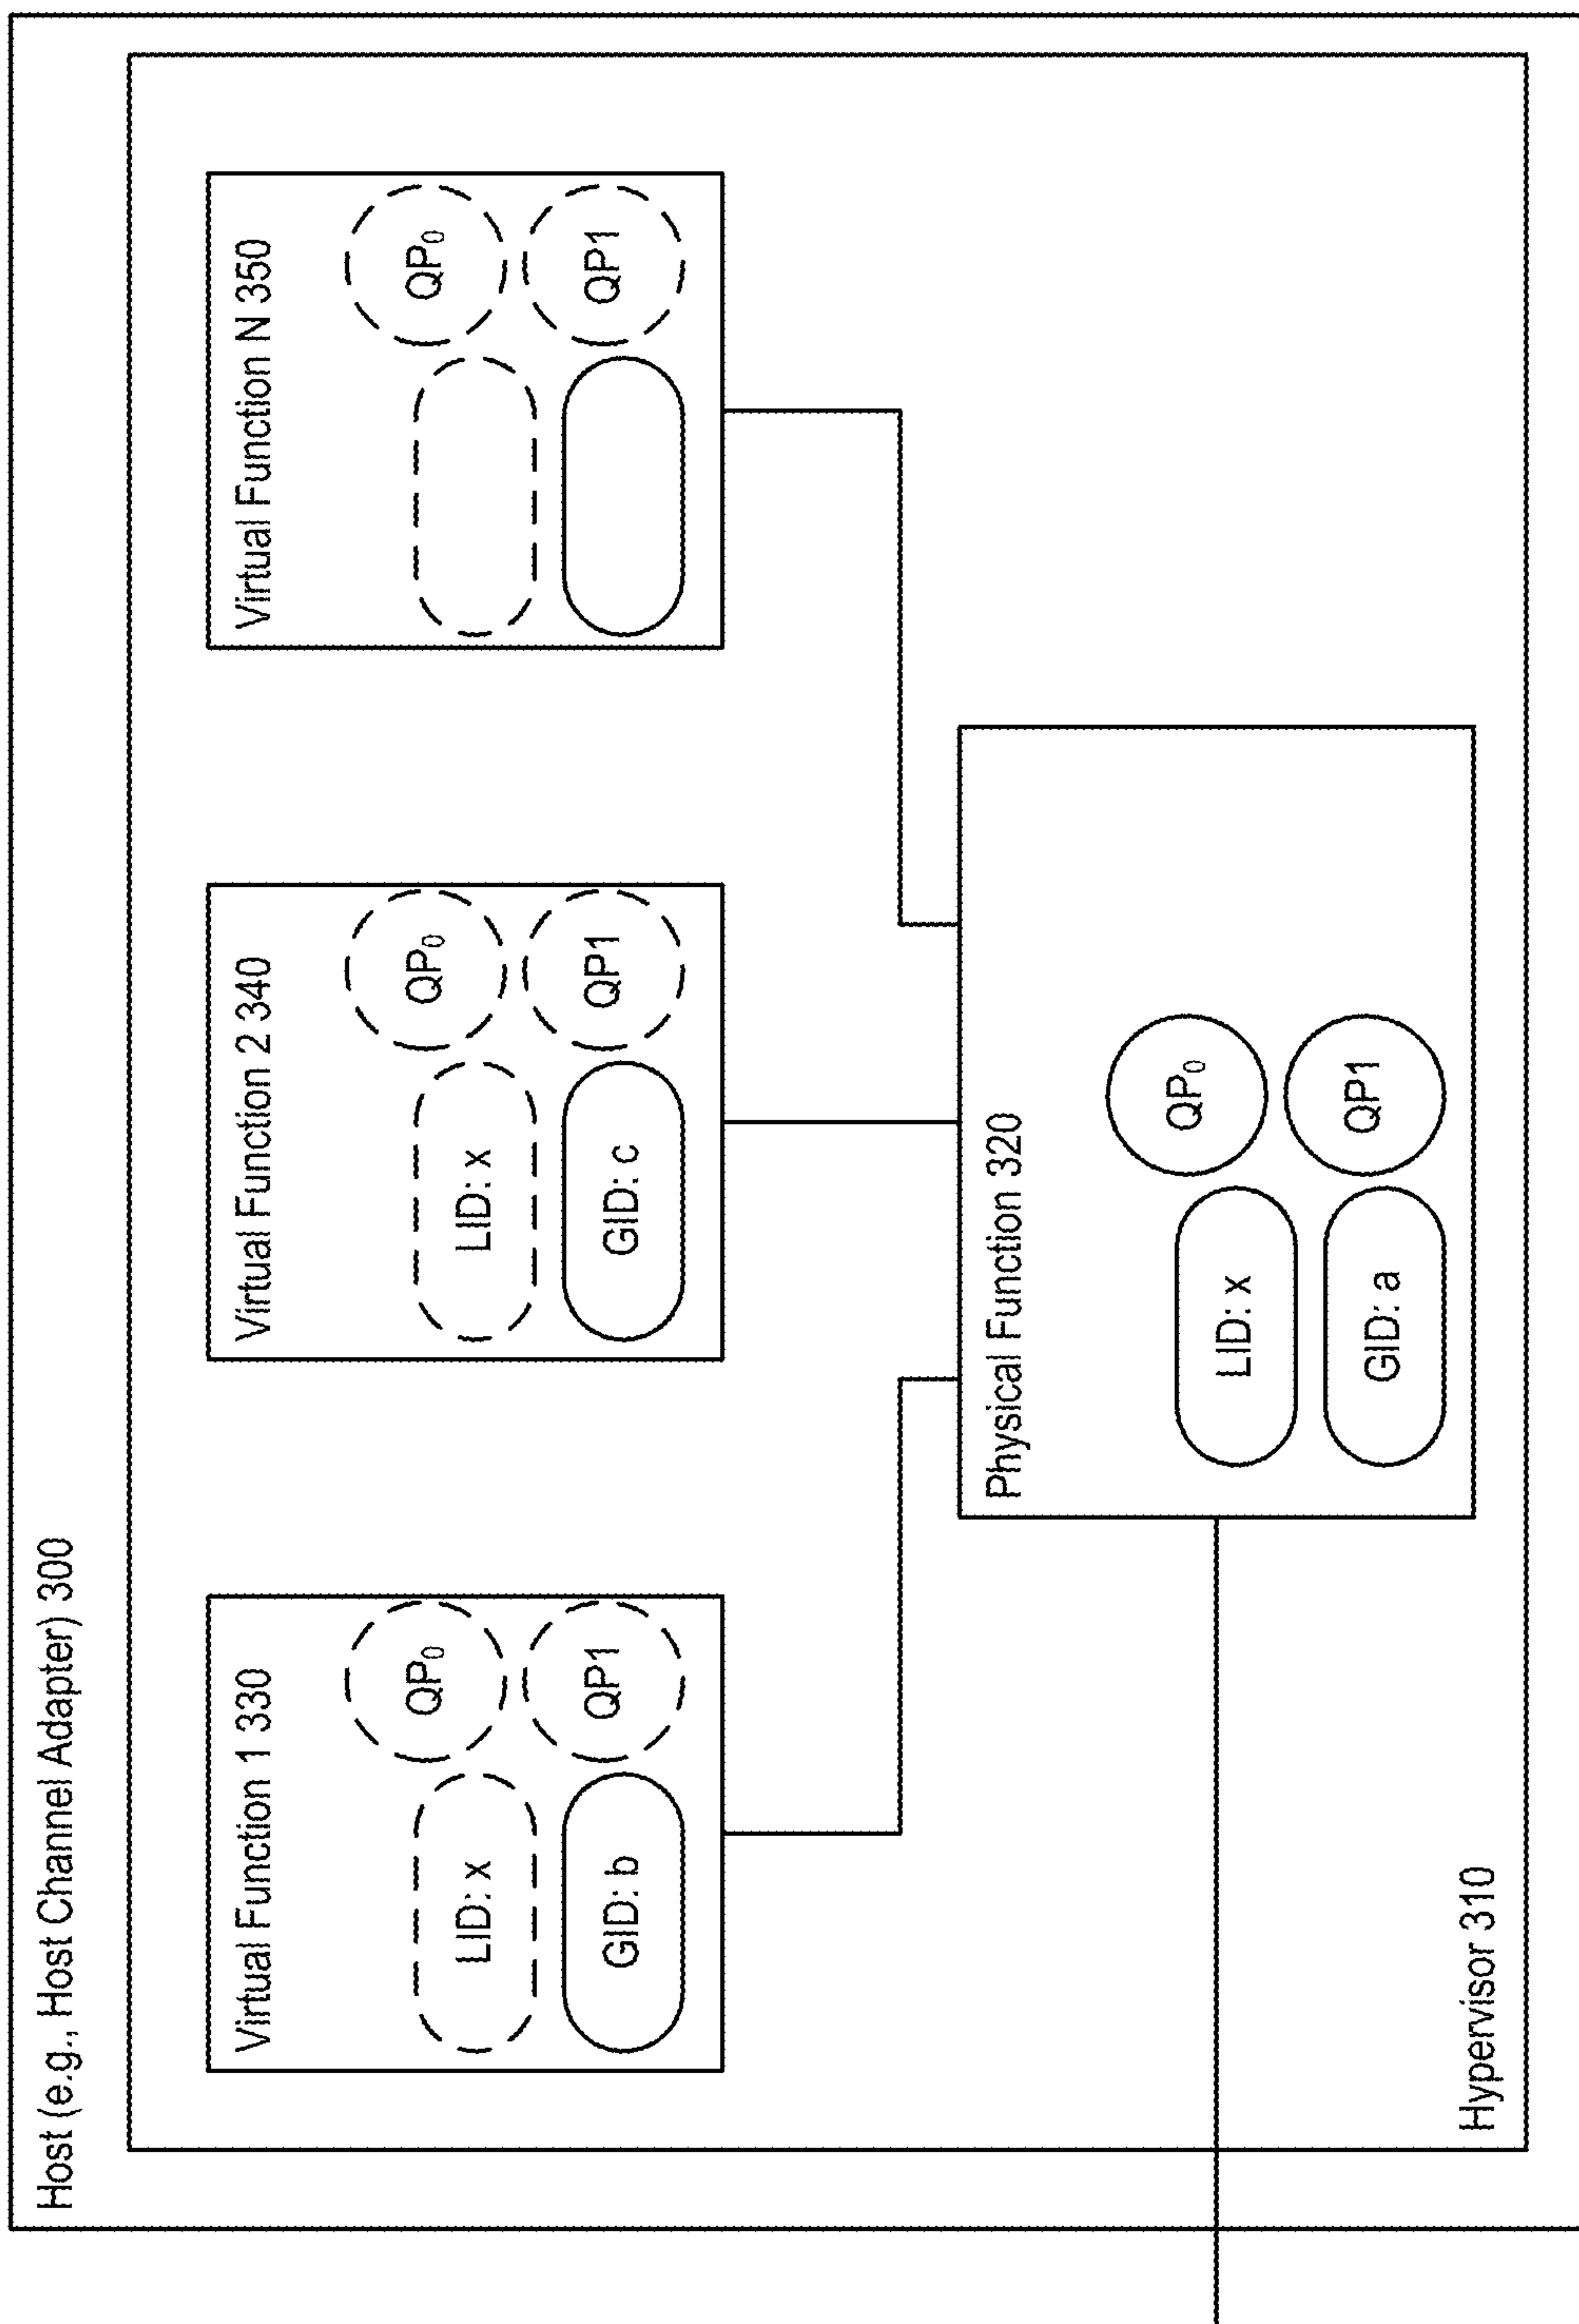 Host (e.g., Host Channel Adapter) 300
Virtual Function 1 330
QP0
LID: x
QP1
GID: b
Virtual Function 2 340
QP0
LID: x
QP1
GID: c
Virtual Function N 350
QP0
QP1
Physical Function 320
QP0
LID: x
QP1
GID: a
Hypervisor 310